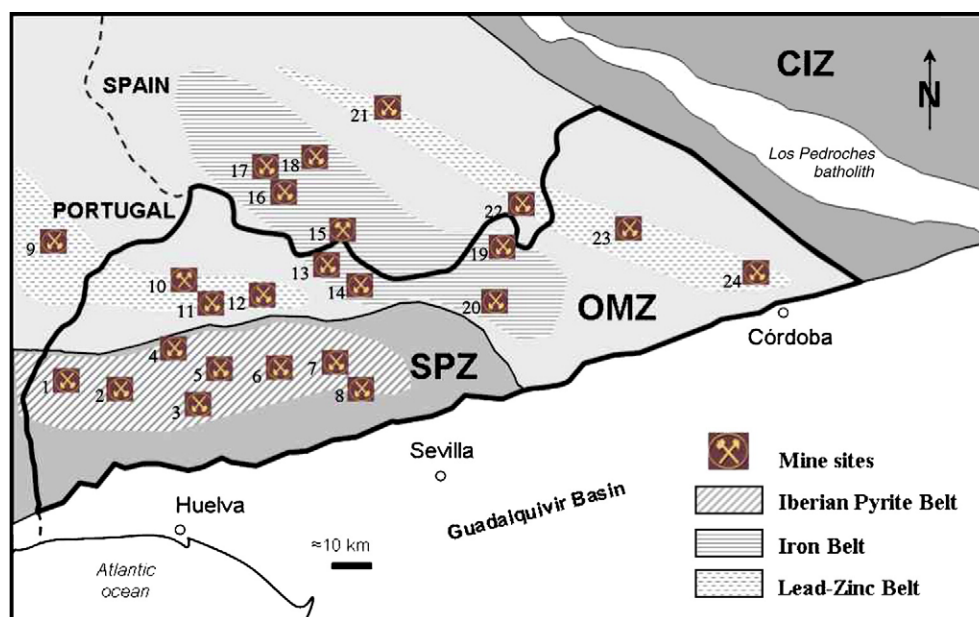 CIZ
N
SPAIN
21
Los Pedroches
batholith
17
18
16
PORTUGAL
22
15
23
9
19
13
10
24
14
12
11
20
OMZ
Córdoba
4
SPZ
7
5
6
1
2
8
3
Sevilla
Mine sites
Huelva
Guadalquivir Basin
Iberian Pyrite Belt
≈10 km
Iron Belt
Atlantic
ocean
Lead-Zinc Belt